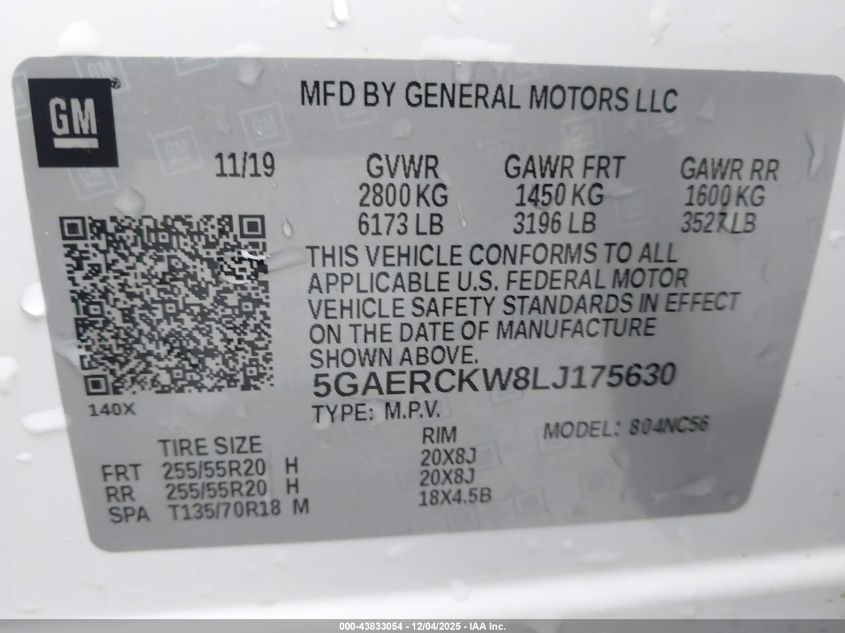 GM®
MFD BY GENERAL MOTORS LLC
11/19 GVWR GAWR FRT GAWR RR
2800 KG 1450 KG 1600 KG
6173 LB 3196 LB 3527 LB
THIS VEHICLE CONFORMS TO ALL
APPLICABLE U.S. FEDERAL MOTOR
VEHICLE SAFETY STANDARDS IN EFFECT
ON THE DATE OF MANUFACTURE
SHOWN ABOVE.
5GAERCKW8LJ175630
140X
TYPE: M.P.V.
MODEL: 804NC56
TIRE SIZE RIM
FRT 255/55R20 H 20X8J
RR 255/55R20 H 20X8J
SPA T135/70R18 M 18X4.5B
000-43833054 - 12/04/2025 - IAA Inc.